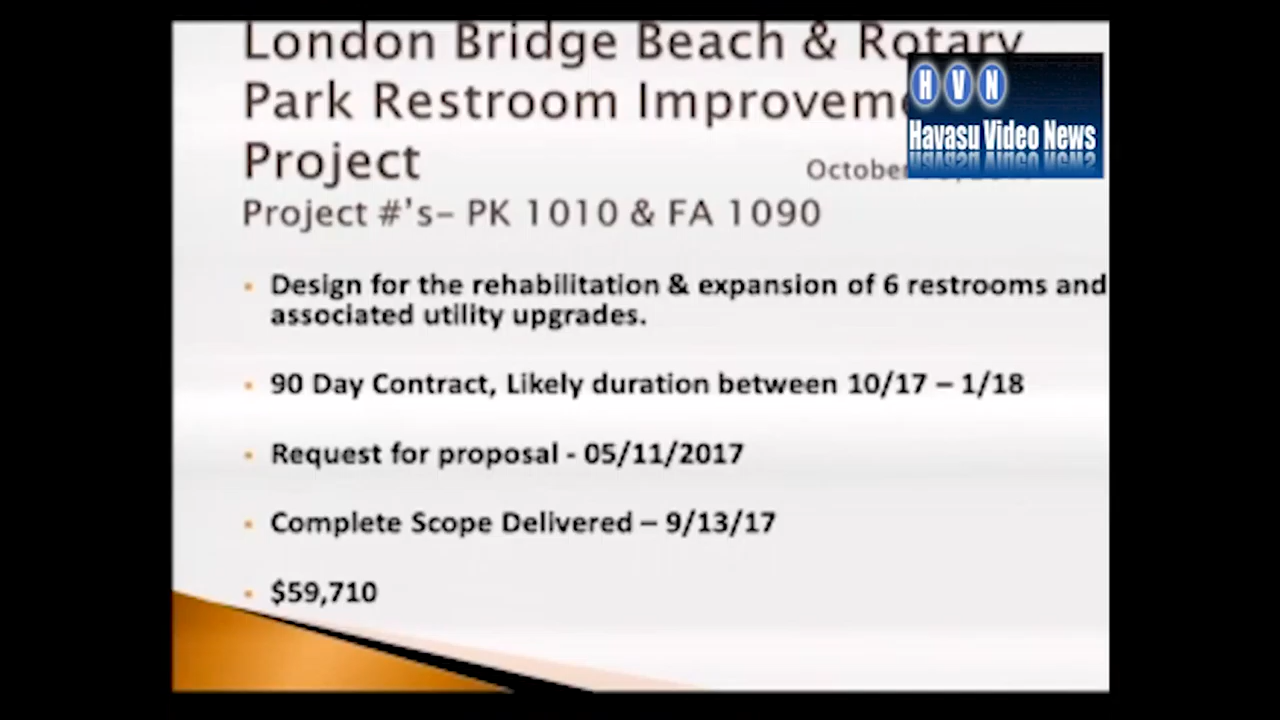 London Bridge Beach & Rotary
Park Restroom
Project
October
Project #'s– PK 1010 & FA 1090
H V N
Havasu Video News
• Design for the rehabilitation & expansion of 6 restrooms and
associated utility upgrades.
• 90 Day Contract, Likely duration between 10/17 – 1/18
• Request for proposal - 05/11/2017
• Complete Scope Delivered – 9/13/17
• $59,710